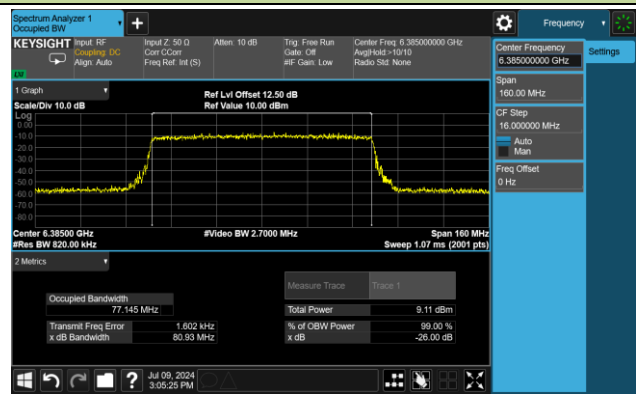 Spectrum Analyzer 1
Occupied BW
+
Frequency
KEYSIGHT
Input: RF
Coupling: DC
Align: Auto
Input Z: 50 Ω
Corr CCorr
Freq Ref: Int (S)
Atten: 10 dB
Trig: Free Run
Gate: Off
#IF Gain: Low
Center Freq: 6.385000000 GHz
Avg|Hold:>10/10
Radio Std: None
LXI
Center Frequency
6.385000000 GHz
Settings
Span
160.00 MHz
CF Step
16.000000 MHz
Auto
Man
Freq Offset
0 Hz
1 Graph
Scale/Div 10.0 dB
Ref Lvl Offset 12.50 dB
Ref Value 10.00 dBm
Log
0.00
-10.0
-20.0
-30.0
-40.0
-50.0
-60.0
-70.0
-80.0
Center 6.38500 GHz
#Res BW 820.00 kHz
#Video BW 2.7000 MHz
Span 160 MHz
Sweep 1.07 ms (2001 pts)
2 Metrics
Measure Trace
Trace 1
Occupied Bandwidth
77.145 MHz
Total Power
9.11 dBm
Transmit Freq Error
1.602 kHz
% of OBW Power
99.00 %
x dB Bandwidth
80.93 MHz
x dB
-26.00 dB
?
Jul 09, 2024
3:05:25 PM